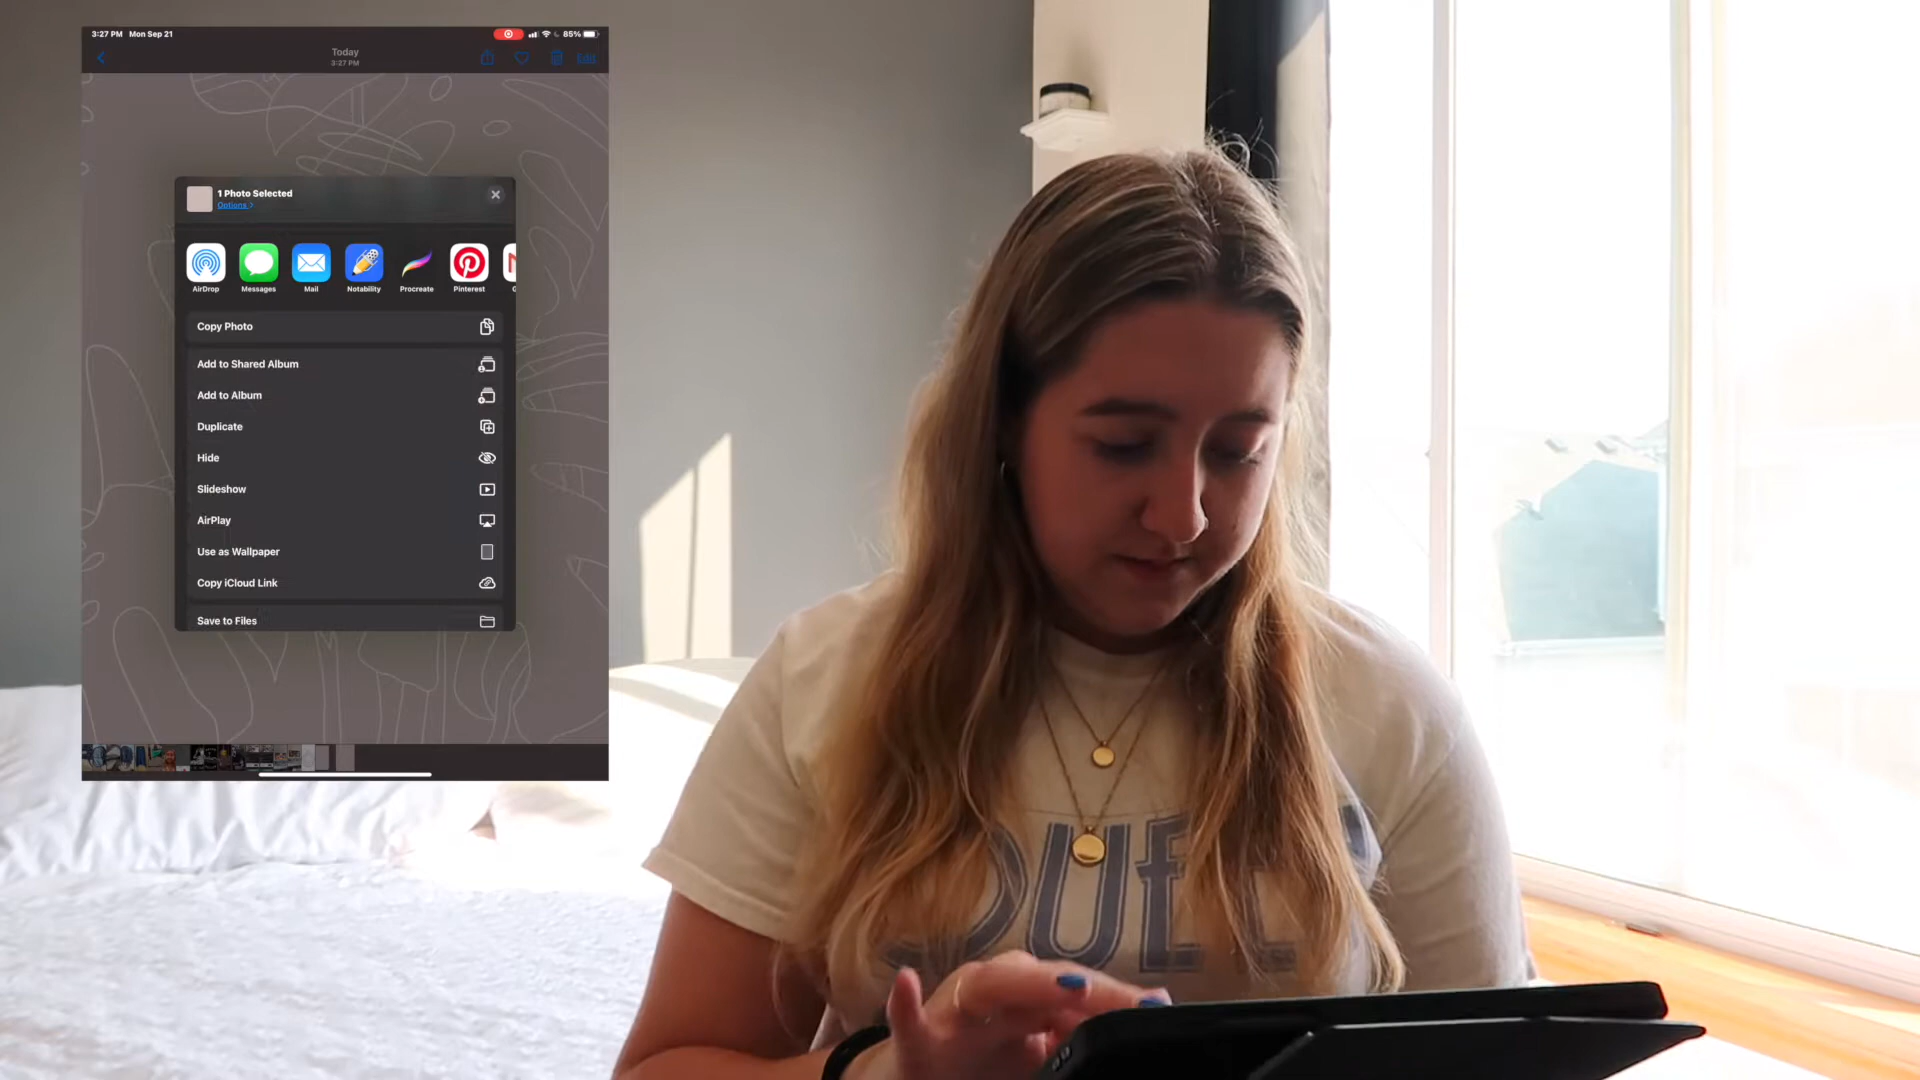 3:27 PM Mon Sep 21
85%
Today
3:27 PM
Edit
1 Photo Selected
Options >
AirDrop
Messages
Mail
Notability
Procreate
Pinterest
Copy Photo
Add to Shared Album
Add to Album
Duplicate
Hide
Slideshow
AirPlay
Use as Wallpaper
Copy iCloud Link
Save to Files